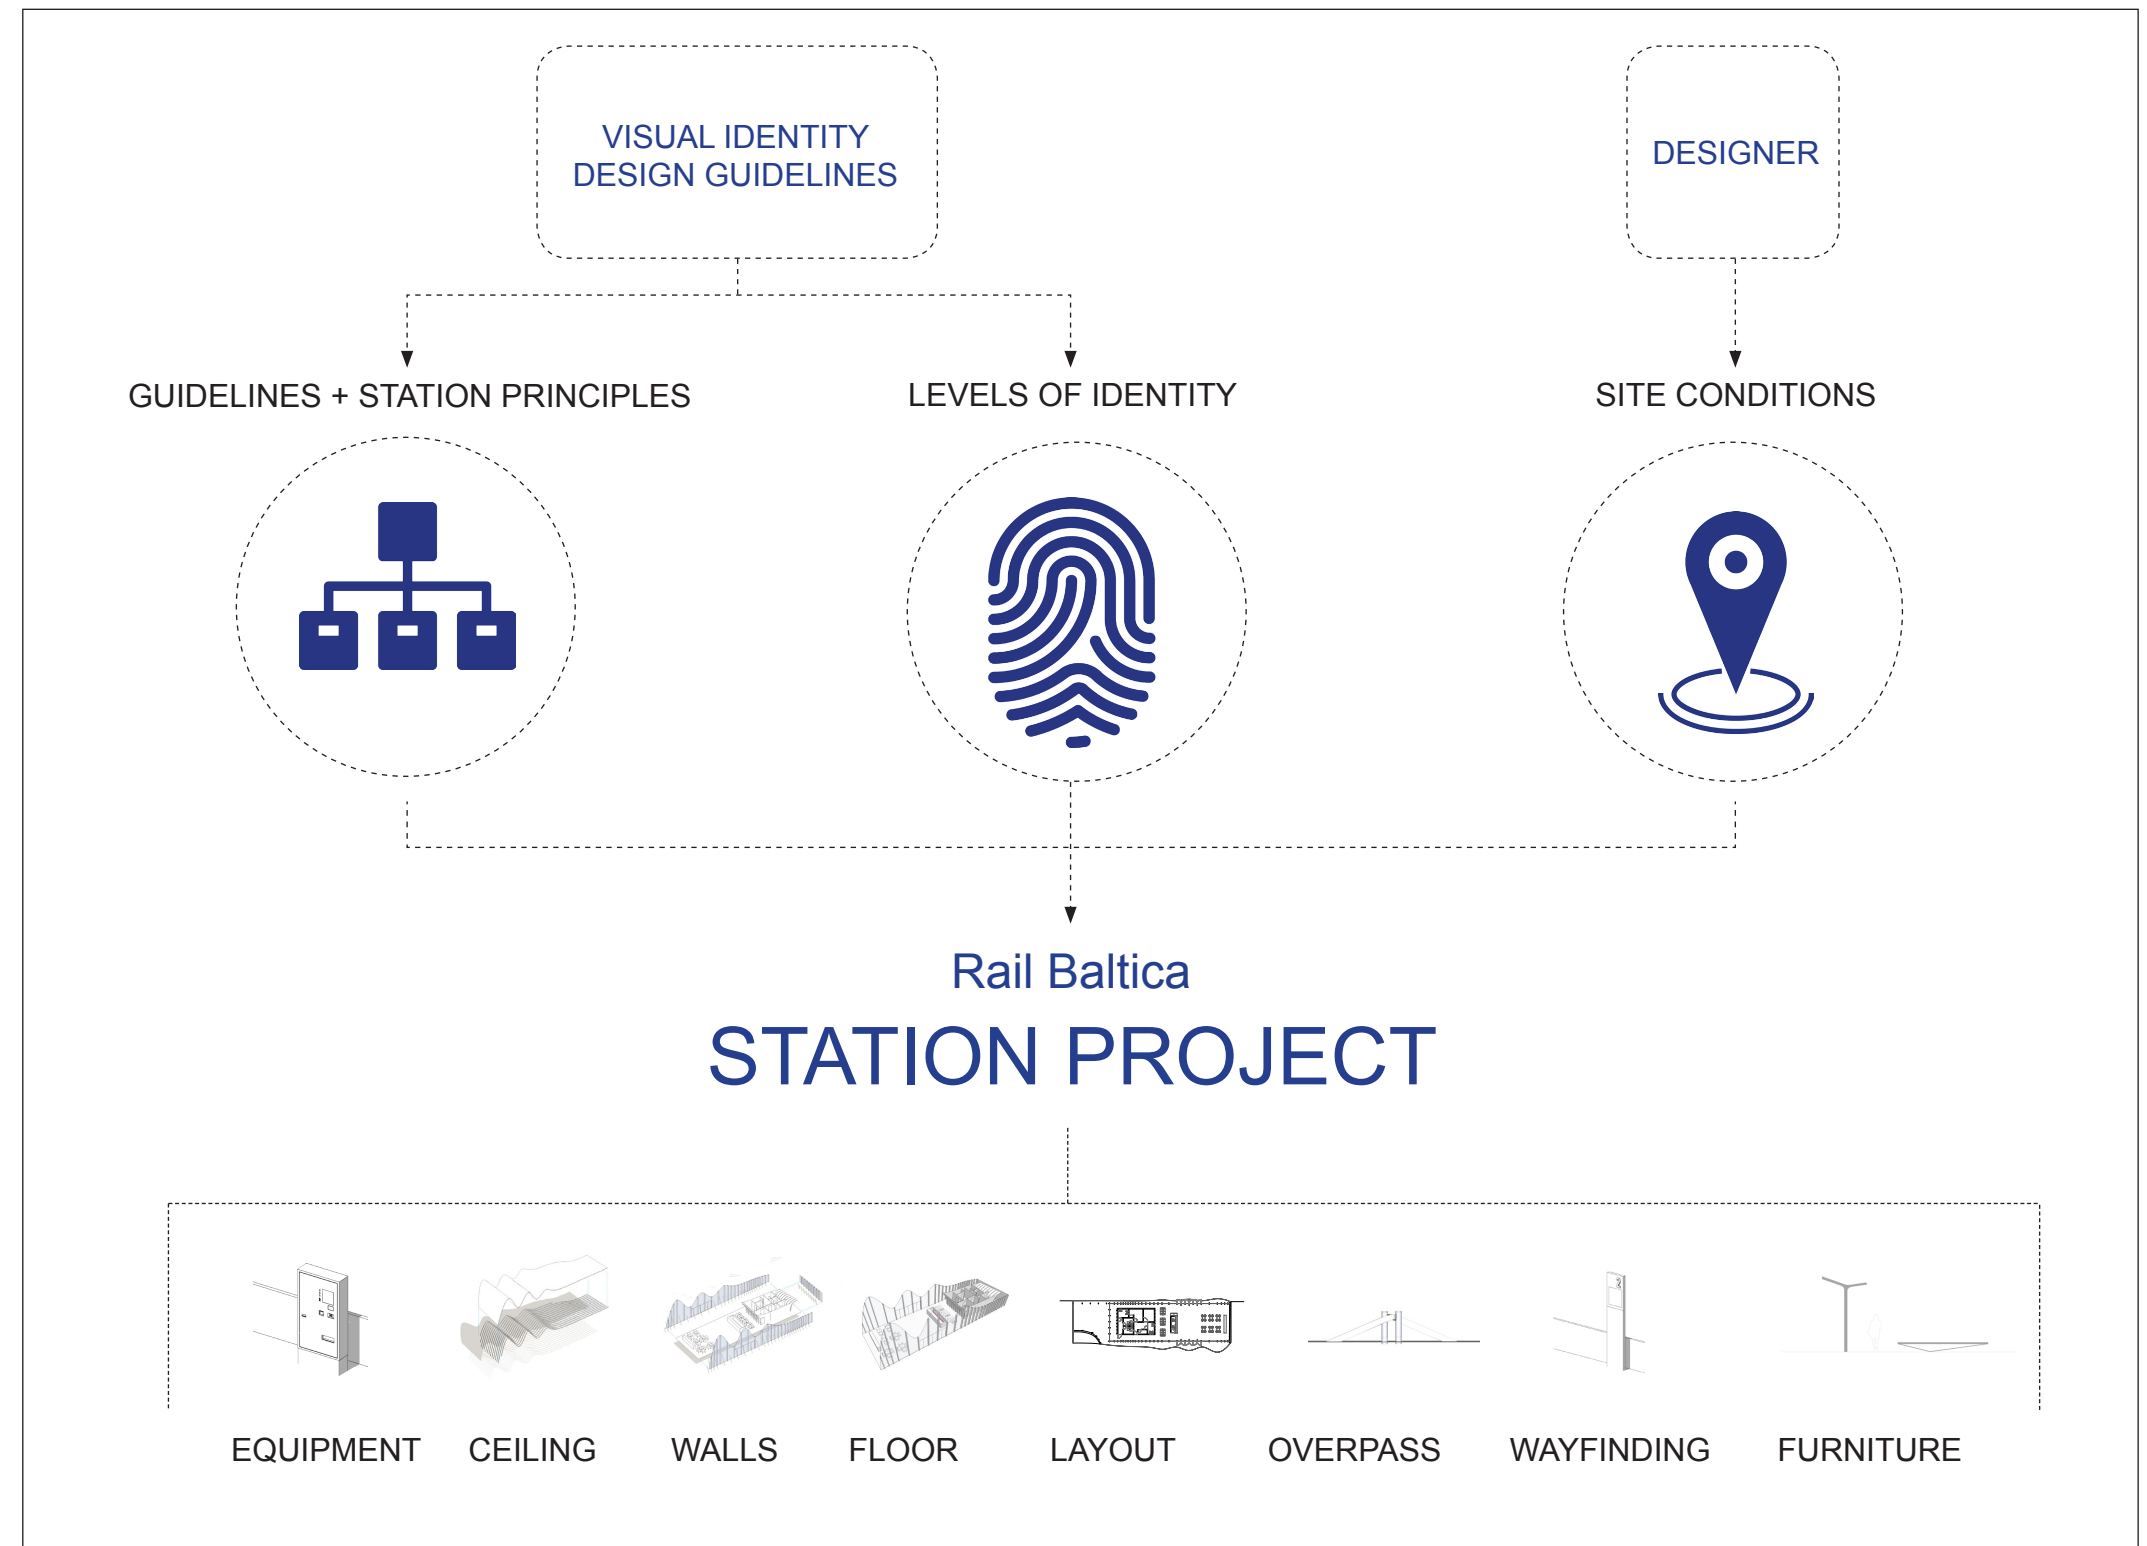 VISUAL IDENTITY
DESIGN GUIDELINES
DESIGNER
GUIDELINES + STATION PRINCIPLES
LEVELS OF IDENTITY
SITE CONDITIONS
Rail Baltica
STATION PROJECT
2
EQUIPMENT
CEILING
WALLS
FLOOR
LAYOUT
OVERPASS
WAYFINDING
FURNITURE